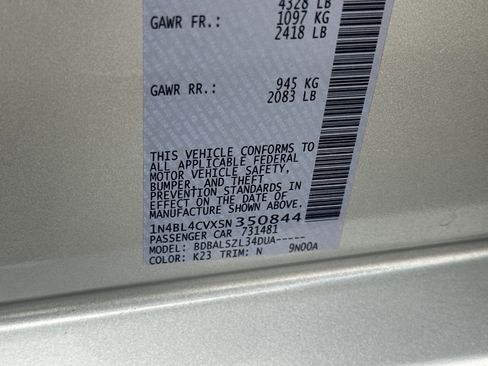 4328 LB
GAWR FR.: 1097 KG
2418 LB
GAWR RR.: 945 KG
2083 LB
THIS VEHICLE CONFORMS TO
ALL APPLICABLE FEDERAL
MOTOR VEHICLE SAFETY,
BUMPER, AND THEFT
PREVENTION STANDARDS IN
EFFECT ON THE DATE OF
MANUFACTURE SHOWN ABOVE.
1N4BL4CVXSN350844
PASSENGER CAR 731481
MODEL: BDBALSZL34DUA-----
COLOR: K23 TRIM: N 9N00A